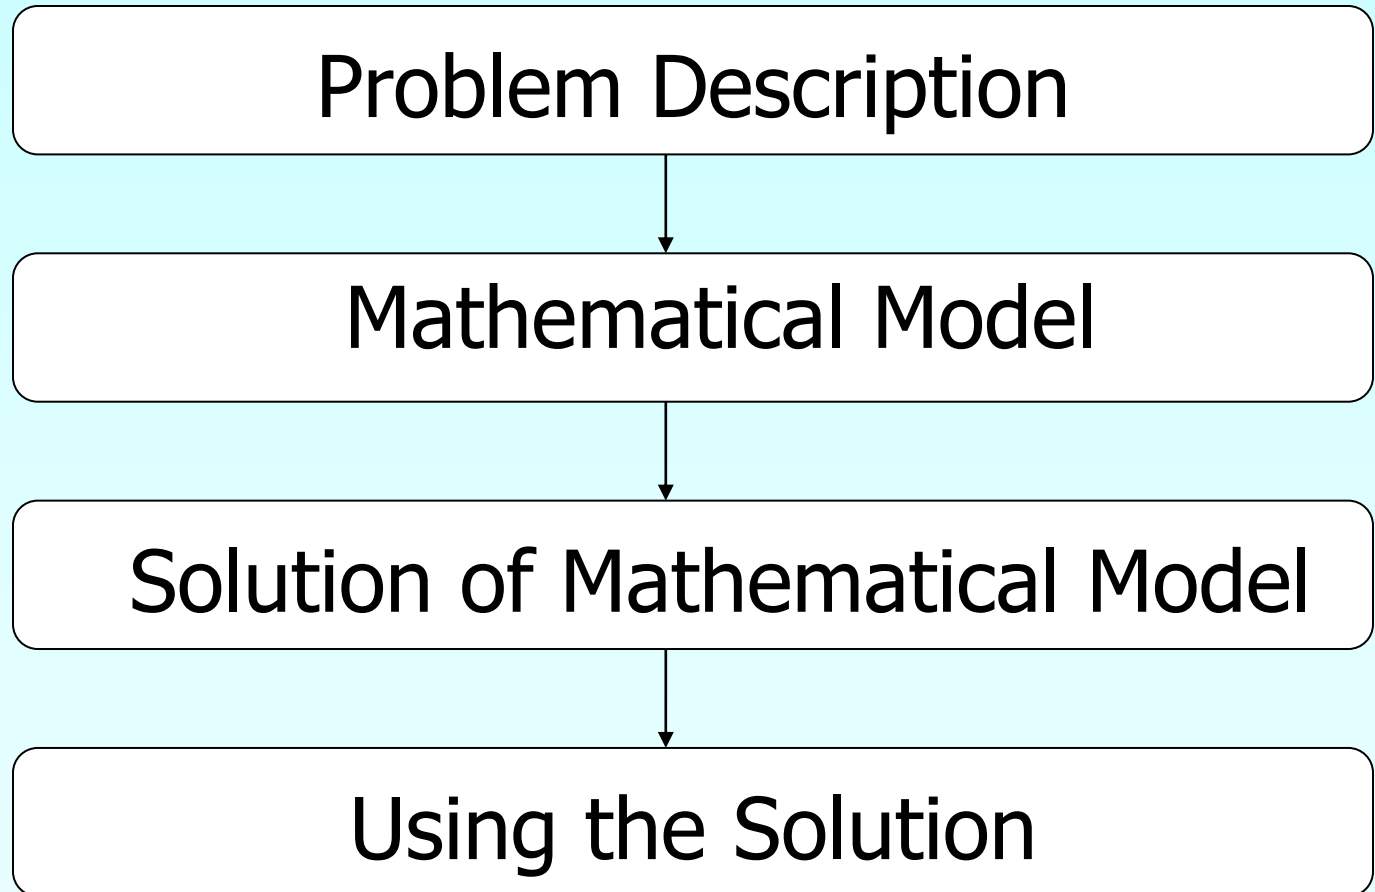 Problem Description
Mathematical Model
Solution of Mathematical Model
Using the Solution